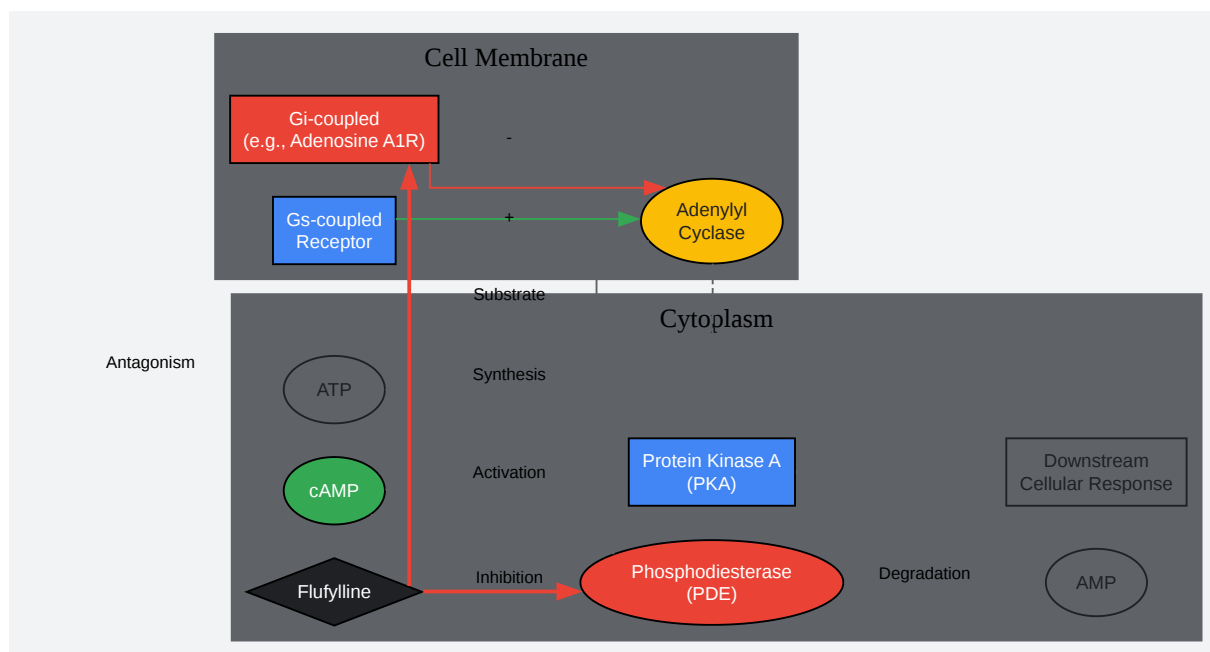 Cell Membrane
Gi-coupled
(e.g., Adenosine A1R)
-
Gs-coupled
Receptor
+
Adenylyl
Cyclase
Substrate
Cytoplasm
Antagonism
ATP
Synthesis
cAMP
Activation
Protein Kinase A
(PKA)
Downstream
Cellular Response
Flufylline
Inhibition
Phosphodiesterase
(PDE)
Degradation
AMP